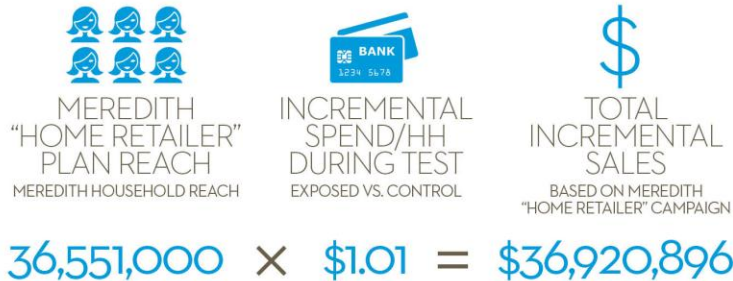 BANK
1234 5678
$
MEREDITH
“HOME RETAILER”
PLAN REACH
MEREDITH HOUSEHOLD REACH
INCREMENTAL
SPEND/HH
DURING TEST
EXPOSED VS. CONTROL
TOTAL
INCREMENTAL
SALES
BASED ON MEREDITH
“HOME RETAILER” CAMPAIGN
36,551,000 × $1.01 = $36,920,896